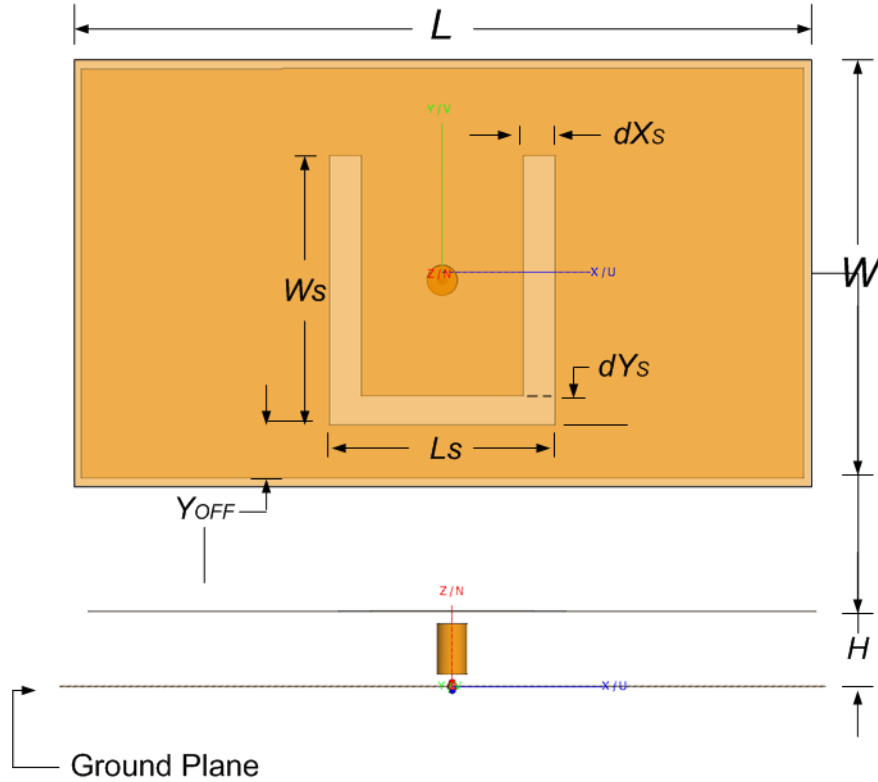 L
Y/V
dXS
WS
Z/N
X/U
W
dYS
LS
YOFF
Z/N
H
Y/V
X/U
Ground Plane